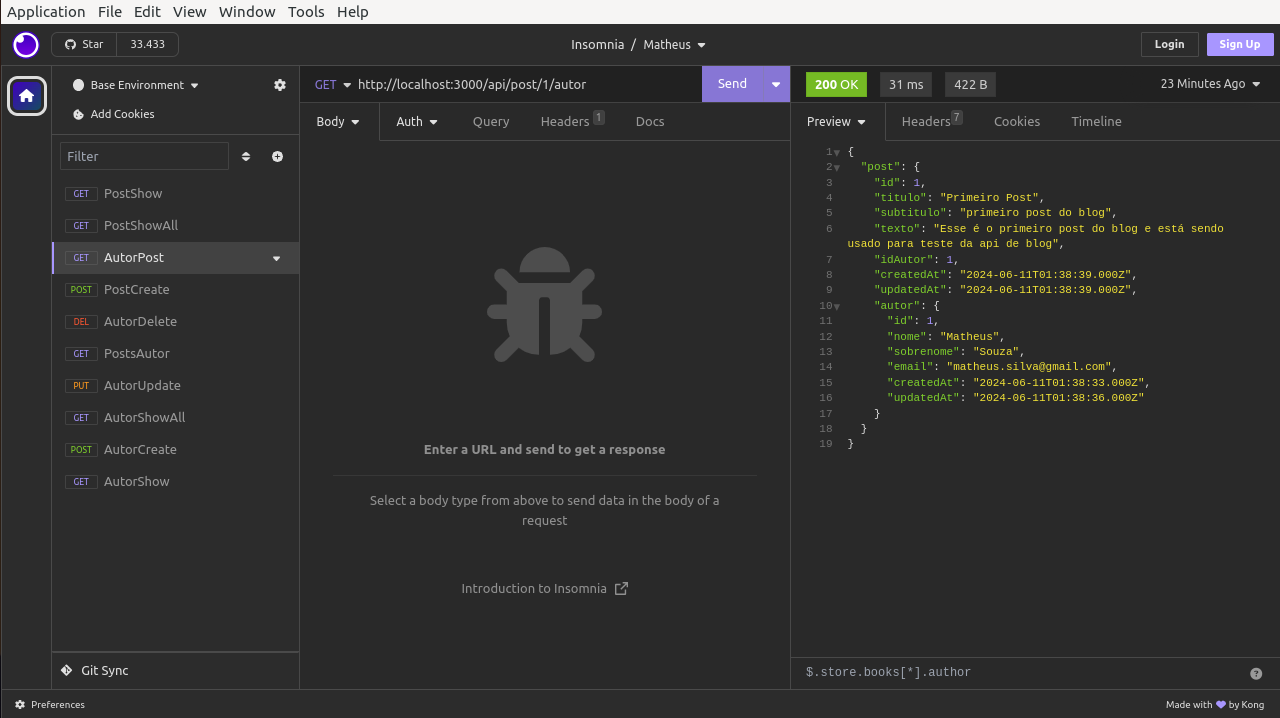 Application File Edit View Window Tools Help
Star 33.433
Insomnia / Matheus
Login Sign Up
Base Environment
Add Cookies
Filter
GET PostShow
GET PostShowAll
GET AutorPost
POST PostCreate
DEL AutorDelete
GET PostsAutor
PUT AutorUpdate
GET AutorShowAll
POST AutorCreate
GET AutorShow
Git Sync
GET http://localhost:3000/api/post/1/autor Send
Body Auth Query Headers 1 Docs
Enter a URL and send to get a response
Select a body type from above to send data in the body of a
request
Introduction to Insomnia
200 OK 31 ms 422 B 23 Minutes Ago
Preview Headers 7 Cookies Timeline
1 {
2 "post": {
3 "id": 1,
4 "titulo": "Primeiro Post",
5 "subtitulo": "primeiro post do blog",
6 "texto": "Esse é o primeiro post do blog e está sendo
usado para teste da api de blog",
7 "idAutor": 1,
8 "createdAt": "2024-06-11T01:38:39.000Z",
9 "updatedAt": "2024-06-11T01:38:39.000Z",
10 "autor": {
11 "id": 1,
12 "nome": "Matheus",
13 "sobrenome": "Souza",
14 "email": "matheus.silva@gmail.com",
15 "createdAt": "2024-06-11T01:38:33.000Z",
16 "updatedAt": "2024-06-11T01:38:36.000Z"
17 }
18 }
19 }
$.store.books[*].author ?
Preferences
Made with 💜 by Kong